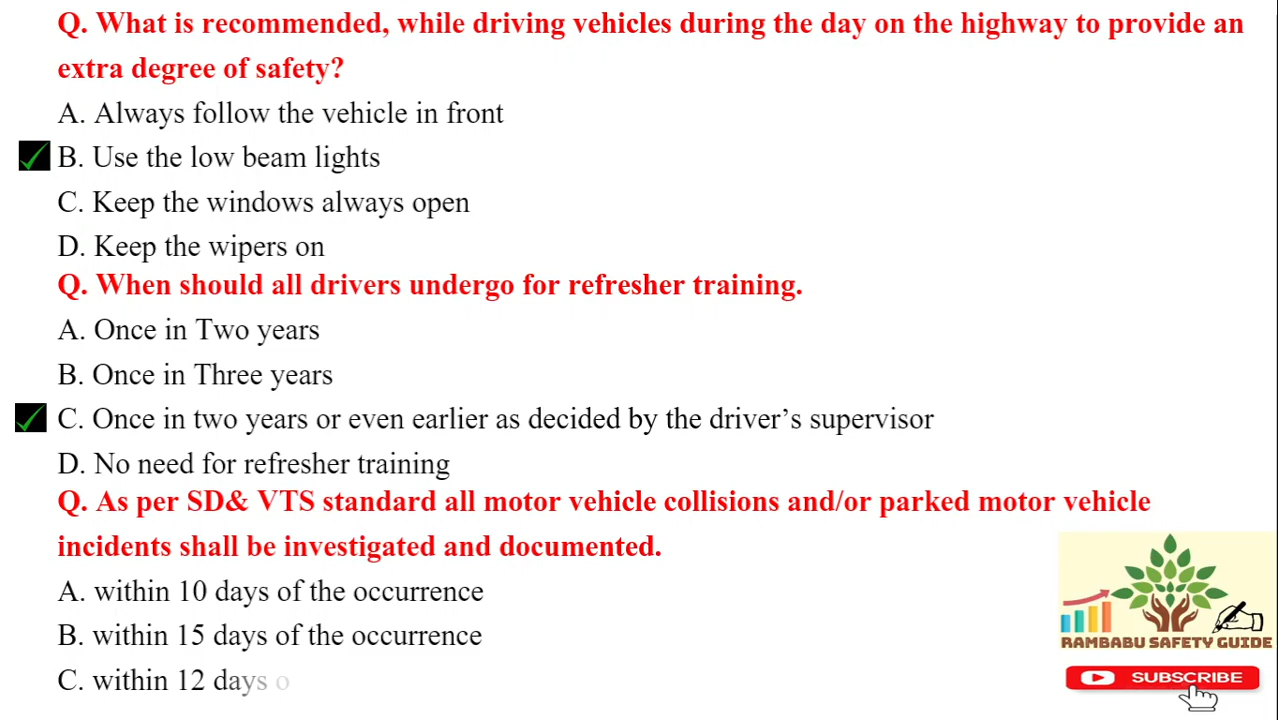 Q. What is recommended, while driving vehicles during the day on the highway to provide an
extra degree of safety?
A. Always follow the vehicle in front
B. Use the low beam lights
C. Keep the windows always open
D. Keep the wipers on
Q. When should all drivers undergo for refresher training.
A. Once in Two years
B. Once in Three years
C. Once in two years or even earlier as decided by the driver’s supervisor
D. No need for refresher training
Q. As per SD& VTS standard all motor vehicle collisions and/or parked motor vehicle
incidents shall be investigated and documented.
A. within 10 days of the occurrence
B. within 15 days of the occurrence
C. within 12 days o
RAMBABU SAFETY GUIDE
SUBSCRIBE